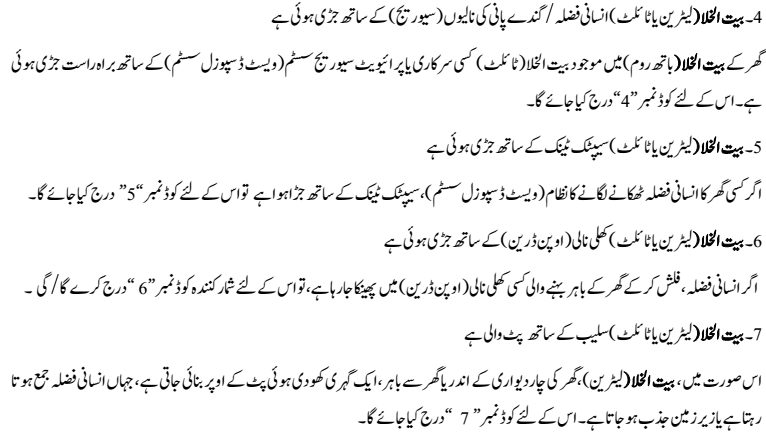 4۔ بیت الخلا (لیٹرین یا ٹائلٹ) انسانی فضلہ / گندے پانی کی نالیوں (سیوریج) کے ساتھ جڑی ہوئی ہے
گھر کے بیت الخلا (باتھ روم) میں موجود بیت الخلا (ٹائلٹ) کسی سرکاری یا پرائیویٹ سیوریج سسٹم (ویسٹ ڈسپوزل سسٹم) کے ساتھ براہ راست جڑی ہوئی
ہے۔ اس کے لئے کوڈ نمبر ”4“ درج کیا جائے گا۔
5۔ بیت الخلا (لیٹرین یا ٹائلٹ) سیپٹک ٹینک کے ساتھ جڑی ہوئی ہے
اگر کسی گھر کا انسانی فضلہ ٹھکانے لگانے کا نظام (ویسٹ ڈسپوزل سسٹم)، سیپٹک ٹینک کے ساتھ جڑا ہوا ہے تو اس کے لئے کوڈ نمبر “5” درج کیا جائے گا۔
6۔ بیت الخلا (لیٹرین یا ٹائلٹ) کھلی نالی (اوپن ڈرین) کے ساتھ جڑی ہوئی ہے
اگر انسانی فضلہ، فلش کر کے گھر کے باہر بہنے والی کسی کھلی نالی (اوپن ڈرین) میں پھینکا جا رہا ہے، تو اس کے لئے شمار کنندہ کوڈ نمبر ”6 “ درج کرے گا/گی ۔
7۔ بیت الخلا (لیٹرین یا ٹائلٹ) سلیب کے ساتھ پٹ والی ہے
اس صورت میں، بیت الخلا (لیٹرین)، گھر کی چار دیواری کے اندر یا گھر سے باہر، ایک گہری کھودی ہوئی پٹ کے اوپر بنائی جاتی ہے، جہاں انسانی فضلہ جمع ہوتا
رہتا ہے یا زیر زمین جذب ہو جاتا ہے۔ اس کے لئے کوڈ نمبر ” 7 “ درج کیا جائے گا۔